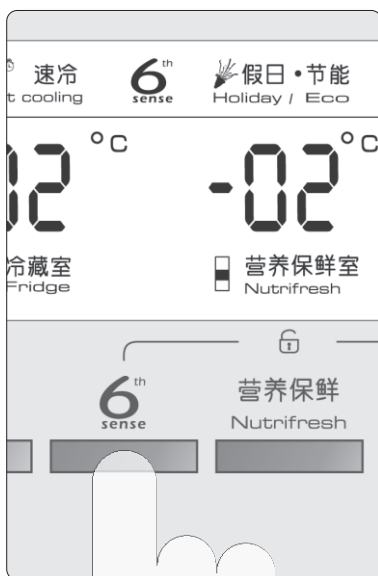 速冷
t cooling
6th
sense
假日·节能
Holiday / Eco
02 °C
-02 °C
冷藏室
Fridge
营养保鲜室
Nutrifresh
6th
sense
营养保鲜
Nutrifresh